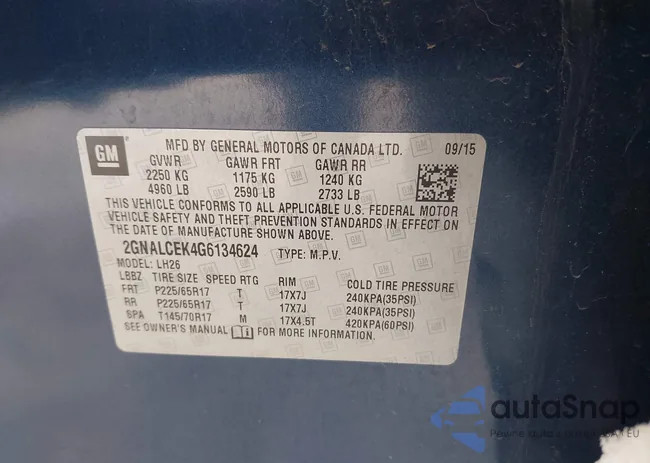 GM
MFD BY GENERAL MOTORS OF CANADA LTD. 09/15
GVWR GAWR FRT GAWR RR
2250 KG 1175 KG 1240 KG
4960 LB 2590 LB 2733 LB
THIS VEHICLE CONFORMS TO ALL APPLICABLE U.S. FEDERAL MOTOR
VEHICLE SAFETY AND THEFT PREVENTION STANDARDS IN EFFECT ON
THE DATE OF MANUFACTURE SHOWN ABOVE.
2GNALCEK4G6134624 TYPE: M.P.V.
MODEL: LH26
LBBZ TIRE SIZE SPEED RTG RIM COLD TIRE PRESSURE
FRT P225/65R17 T 17X7J 240KPA(35PSI)
RR P225/65R17 T 17X7J 240KPA(35PSI)
SPA T145/70R17 M 17X4.5T 420KPA(60PSI)
SEE OWNER'S MANUAL FOR MORE INFORMATION.
autaSnap
Pewne auta z